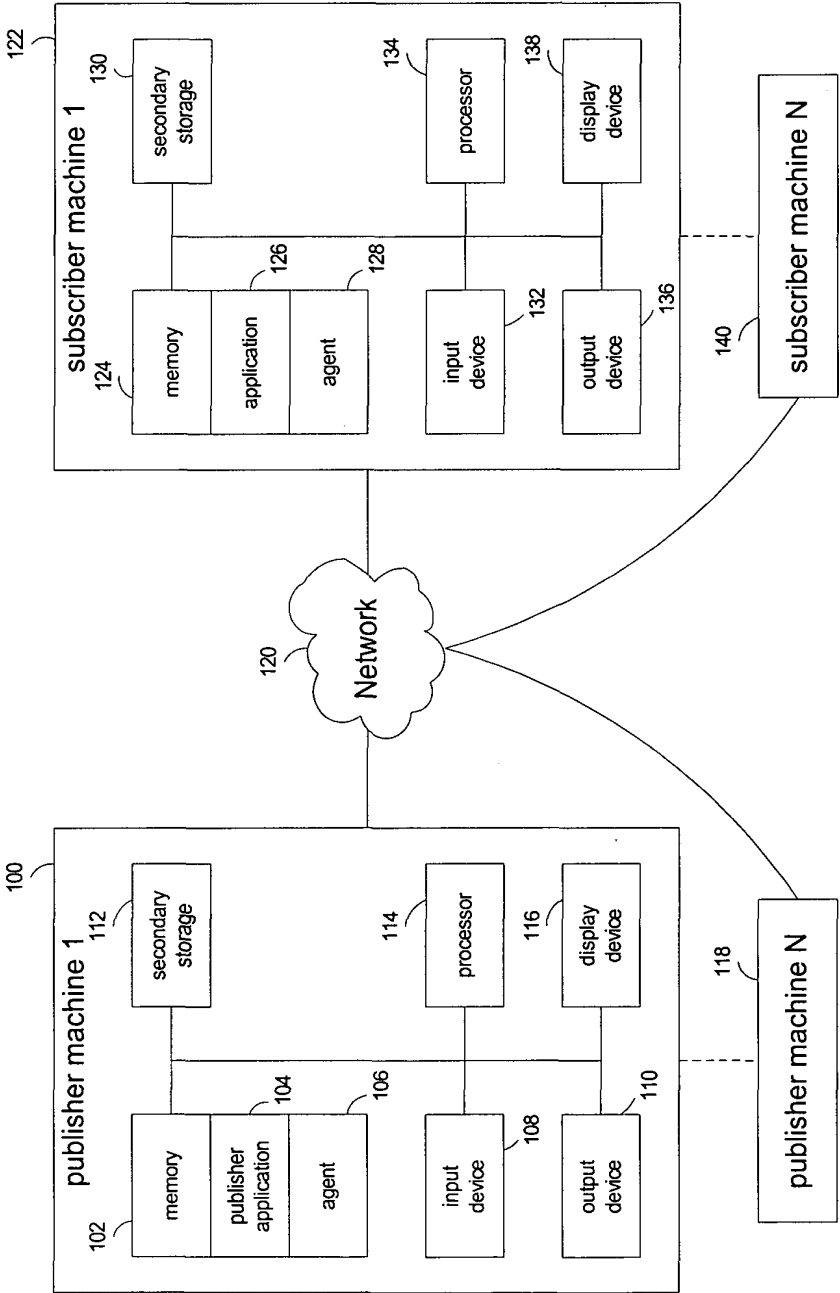 publisher machine 1
100
102
memory
publisher
application
104
agent
106
secondary
storage
112
input
device
108
processor
114
output
device
110
display
device
116
publisher machine N
118
Network
120
subscriber machine 1
122
124
memory
application
126
agent
128
secondary
storage
130
input
device
132
processor
134
output
device
136
display
device
138
subscriber machine N
140